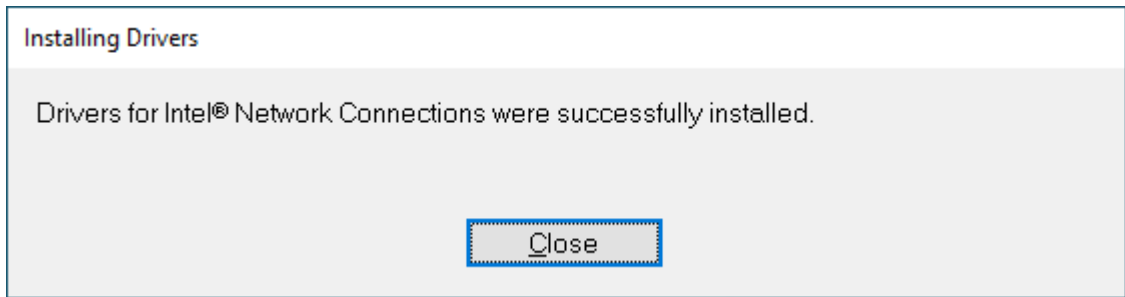 Installing Drivers
Drivers for Intel® Network Connections were successfully installed.
Close